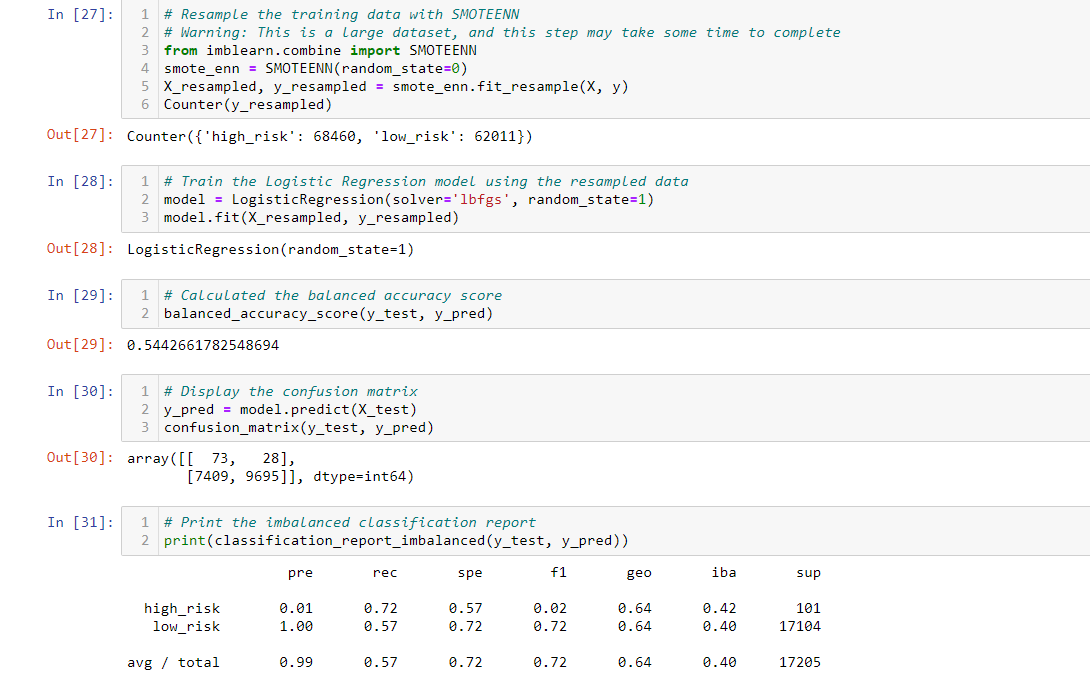 In [27]:
1 # Resample the training data with SMOTEENN
2 # Warning: This is a large dataset, and this step may take some time to complete
3 from imblearn.combine import SMOTEENN
4 smote_enn = SMOTEENN(random_state=0)
5 X_resampled, y_resampled = smote_enn.fit_resample(X, y)
6 Counter(y_resampled)
Out[27]: Counter({'high_risk': 68460, 'low_risk': 62011})
In [28]:
1 # Train the Logistic Regression model using the resampled data
2 model = LogisticRegression(solver='lbfgs', random_state=1)
3 model.fit(X_resampled, y_resampled)
Out[28]: LogisticRegression(random_state=1)
In [29]:
1 # Calculated the balanced accuracy score
2 balanced_accuracy_score(y_test, y_pred)
Out[29]: 0.5442661782548694
In [30]:
1 # Display the confusion matrix
2 y_pred = model.predict(X_test)
3 confusion_matrix(y_test, y_pred)
Out[30]: array([[ 73, 28],
[7409, 9695]], dtype=int64)
In [31]:
1 # Print the imbalanced classification report
2 print(classification_report_imbalanced(y_test, y_pred))
pre rec spe f1 geo iba sup
high_risk 0.01 0.72 0.57 0.02 0.64 0.42 101
low_risk 1.00 0.57 0.72 0.72 0.64 0.40 17104
avg / total 0.99 0.57 0.72 0.72 0.64 0.40 17205